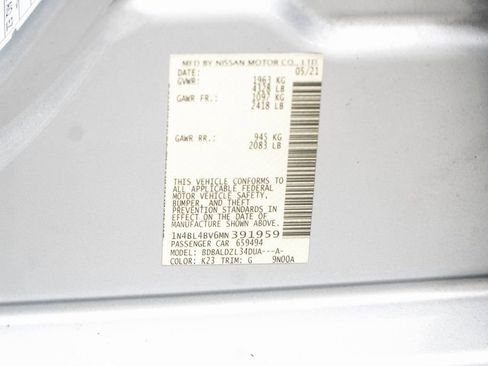 MFD BY NISSAN MOTOR CO., LTD.
DATE: 05/21
GVWR: 1963 KG
4328 LB
GAWR FR.: 1097 KG
2418 LB
GAWR RR.: 945 KG
2083 LB
THIS VEHICLE CONFORMS TO
ALL APPLICABLE FEDERAL
MOTOR VEHICLE SAFETY,
BUMPER, AND THEFT
PREVENTION STANDARDS IN
EFFECT ON THE DATE OF
MANUFACTURE SHOWN ABOVE.
1N4BL4BV6MN391959
PASSENGER CAR 659494
MODEL: BDBALDZL34DUA---A-
COLOR: K23 TRIM: G 9N00A